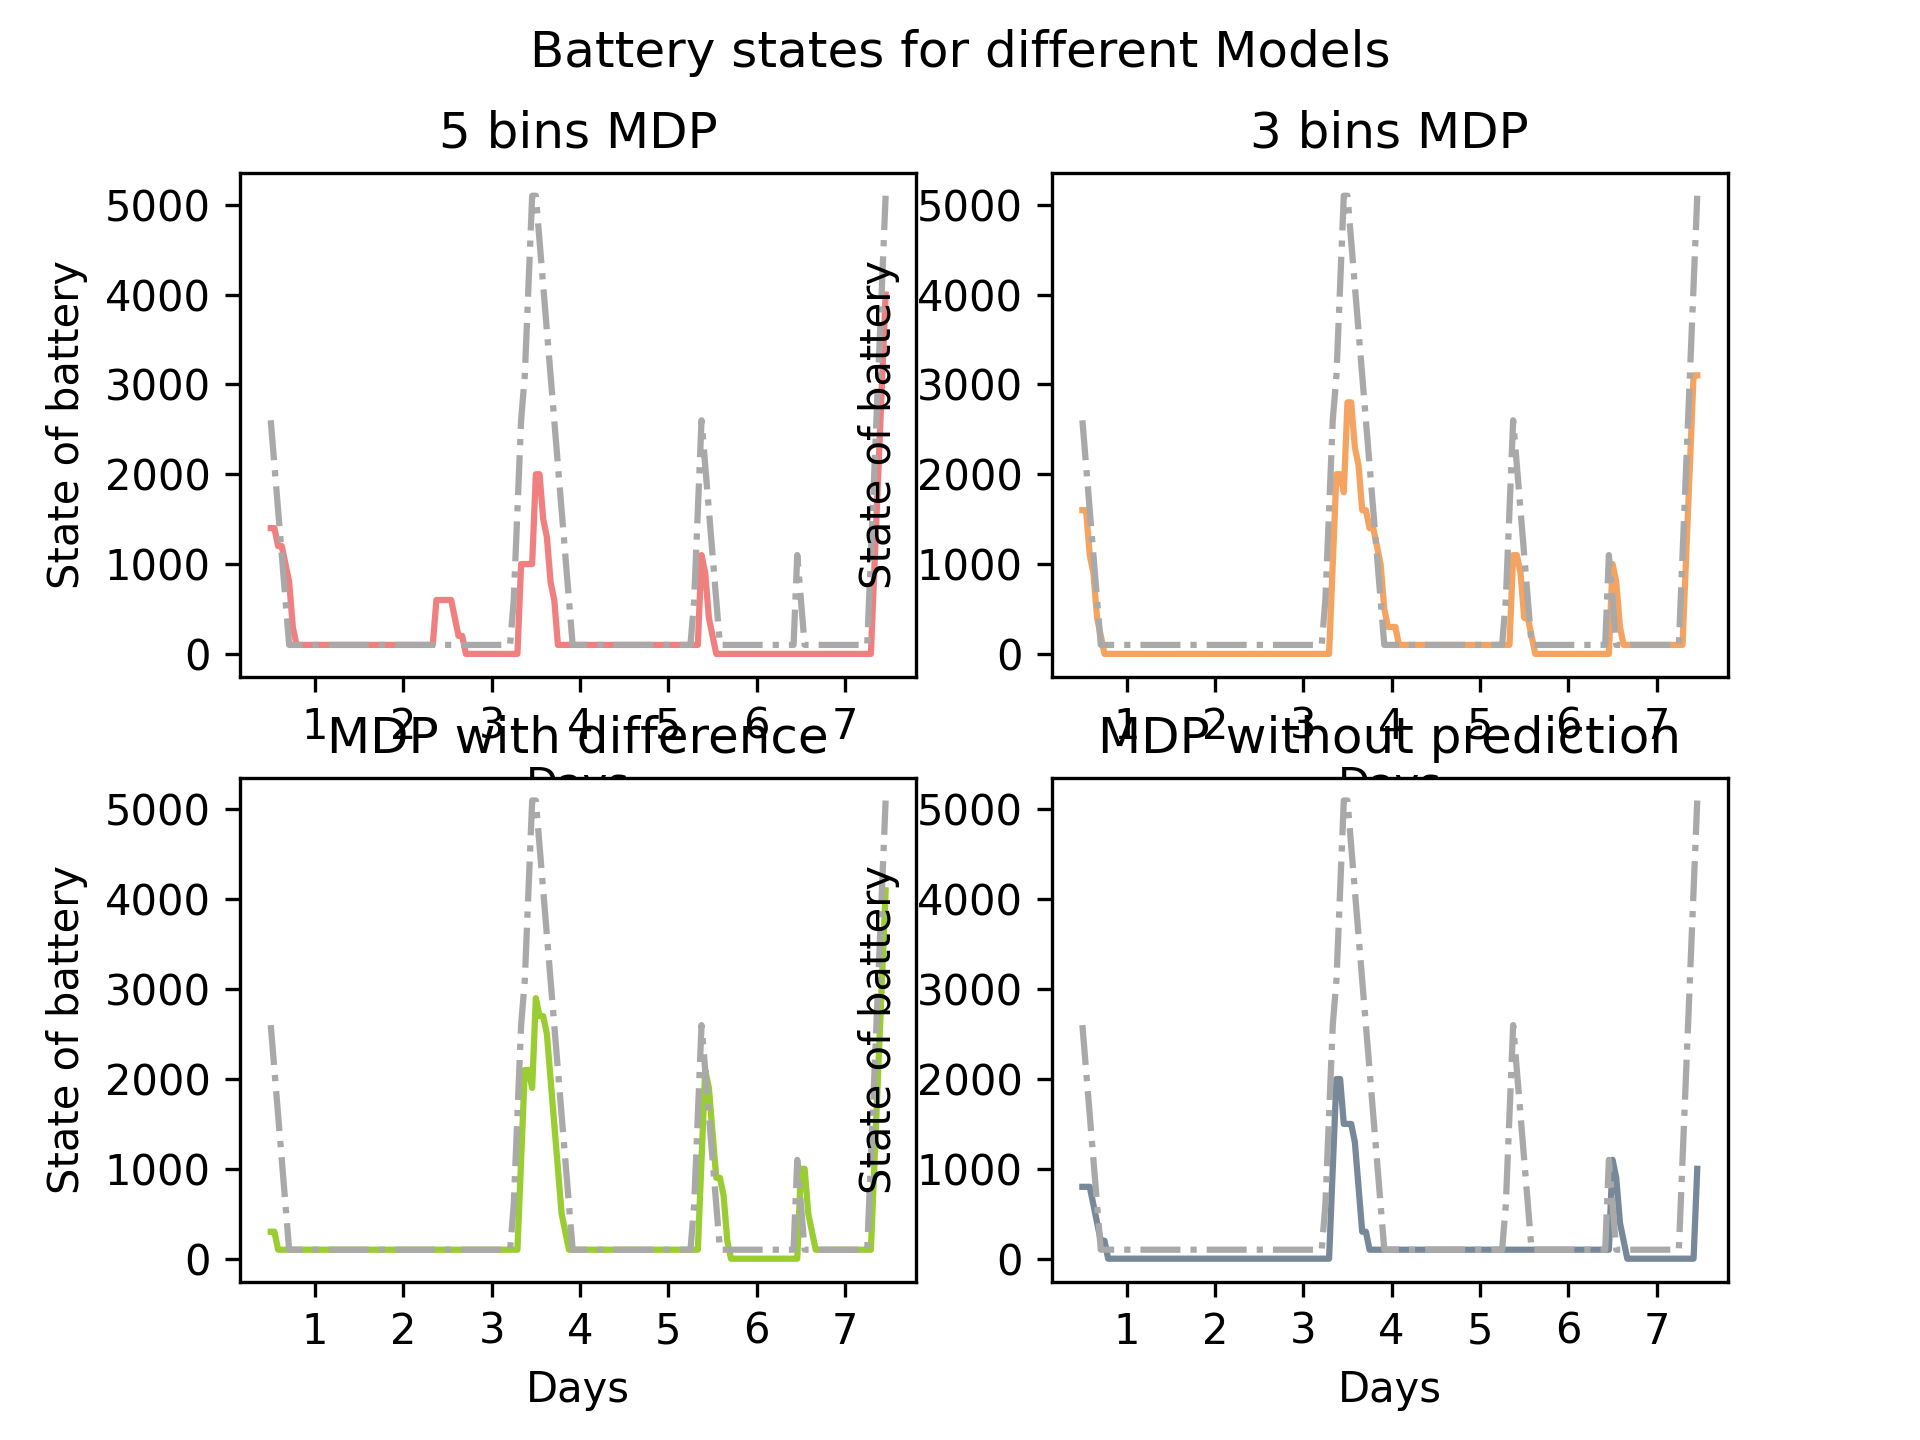 Battery states for different Models
5 bins MDP
State of battery
5000
4000
3000
2000
1000
0
1 2 3 4 5 6 7
Days
3 bins MDP
State of battery
5000
4000
3000
2000
1000
0
1 2 3 4 5 6 7
Days
MDP with difference
State of battery
5000
4000
3000
2000
1000
0
1 2 3 4 5 6 7
Days
MDP without prediction
State of battery
5000
4000
3000
2000
1000
0
1 2 3 4 5 6 7
Days